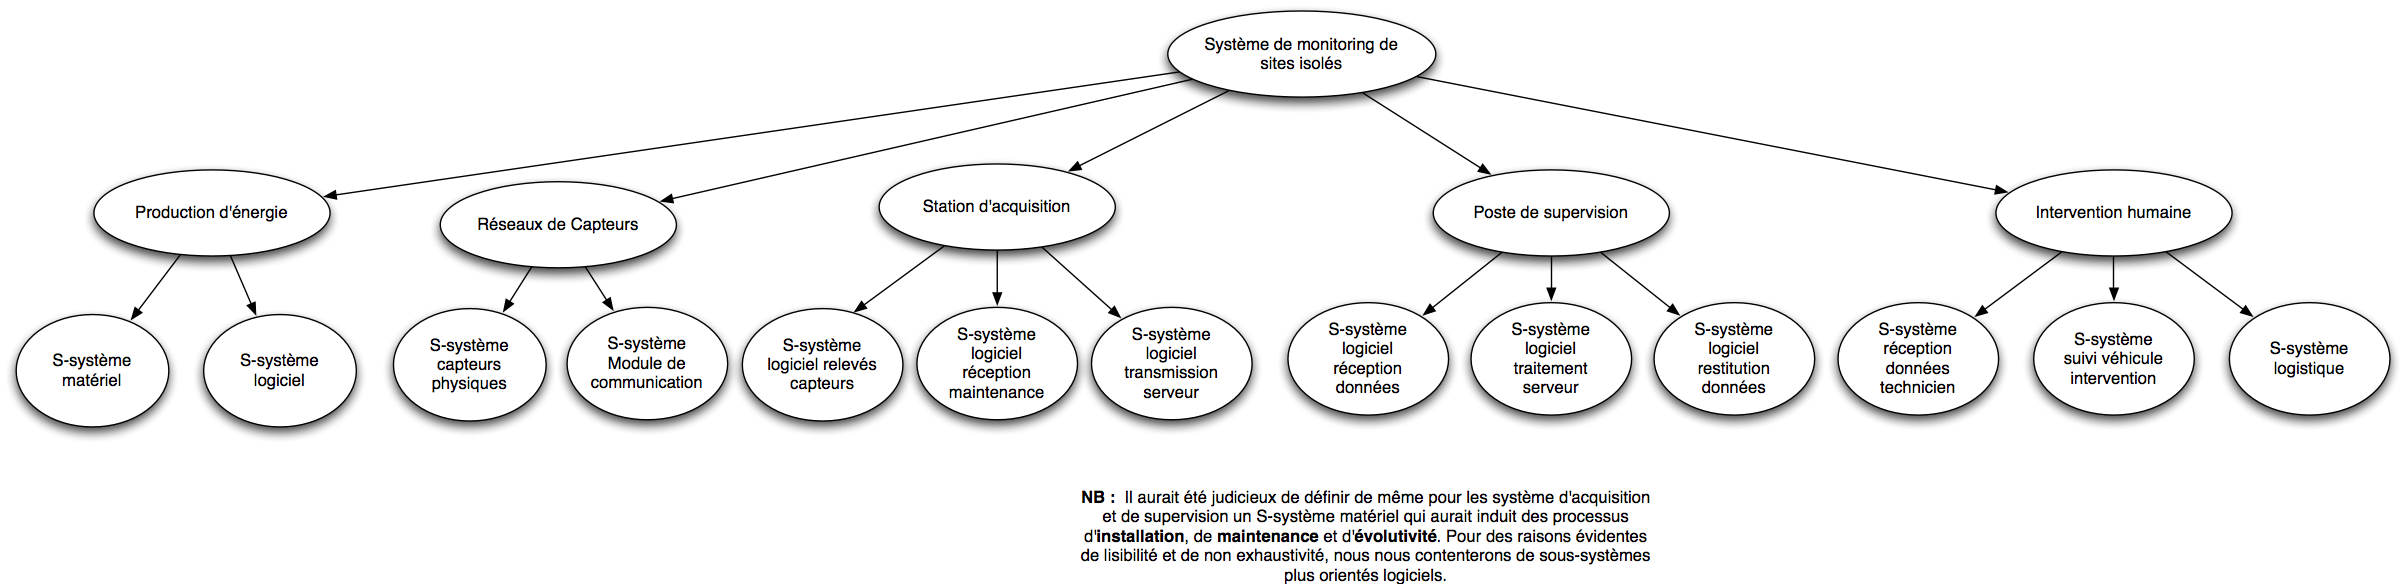 Système de monitoring de
sites isolés
Production d'énergie
Réseaux de Capteurs
Station d'acquisition
Poste de supervision
Intervention humaine
S-système
matériel
S-système
logiciel
S-système
capteurs
physiques
S-système
Module de
communication
S-système
logiciel relevés
capteurs
S-système
logiciel
réception
maintenance
S-système
logiciel
transmission
serveur
S-système
logiciel
réception
données
S-système
logiciel
traitement
serveur
S-système
logiciel
restitution
données
S-système
réception
données
technicien
S-système
suivi véhicule
intervention
S-système
logistique
NB : Il aurait été judicieux de définir de même pour les système d'acquisition
et de supervision un S-système matériel qui aurait induit des processus
d'installation, de maintenance et d'évolutivité. Pour des raisons évidentes
de lisibilité et de non exhaustivité, nous nous contenterons de sous-systèmes
plus orientés logiciels.